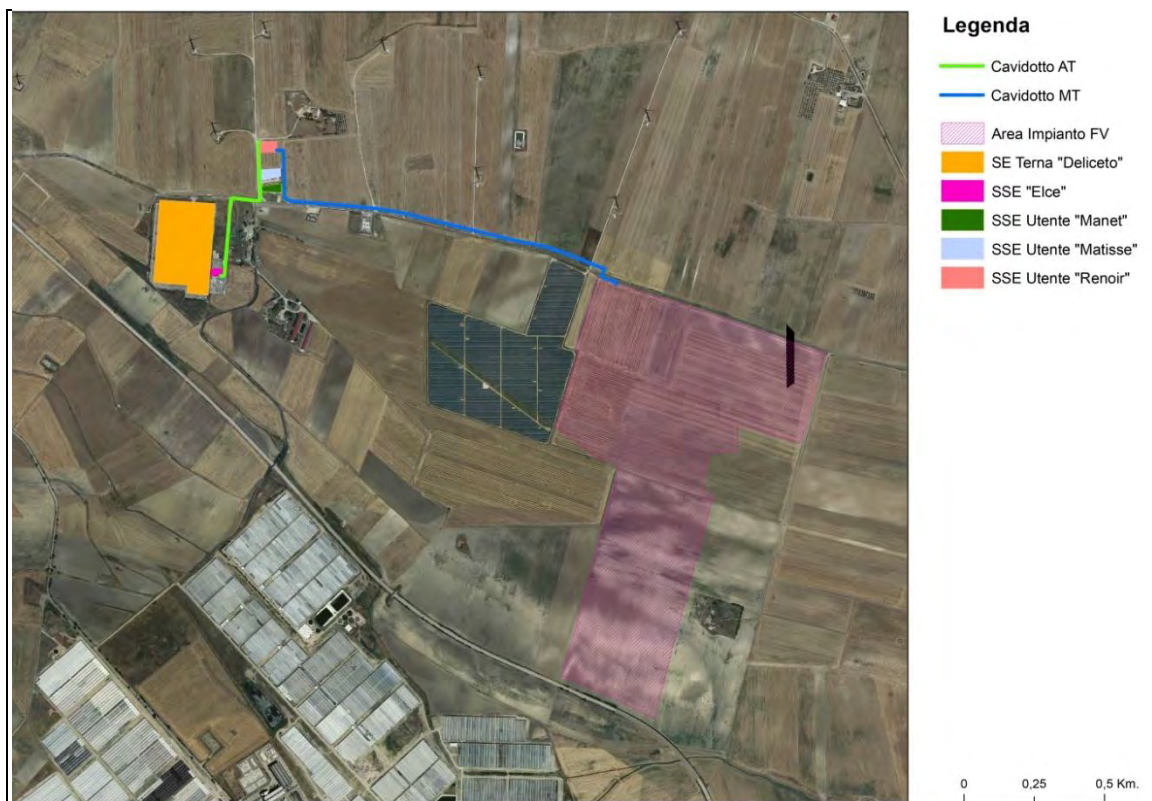 Legenda
Cavidotto AT
Cavidotto MT
Area Impianto FV
SE Terna "Deliceto"
SSE "Elce"
SSE Utente "Manet"
SSE Utente "Matisse"
SSE Utente "Renoir"
0 0,25 0,5 Km.